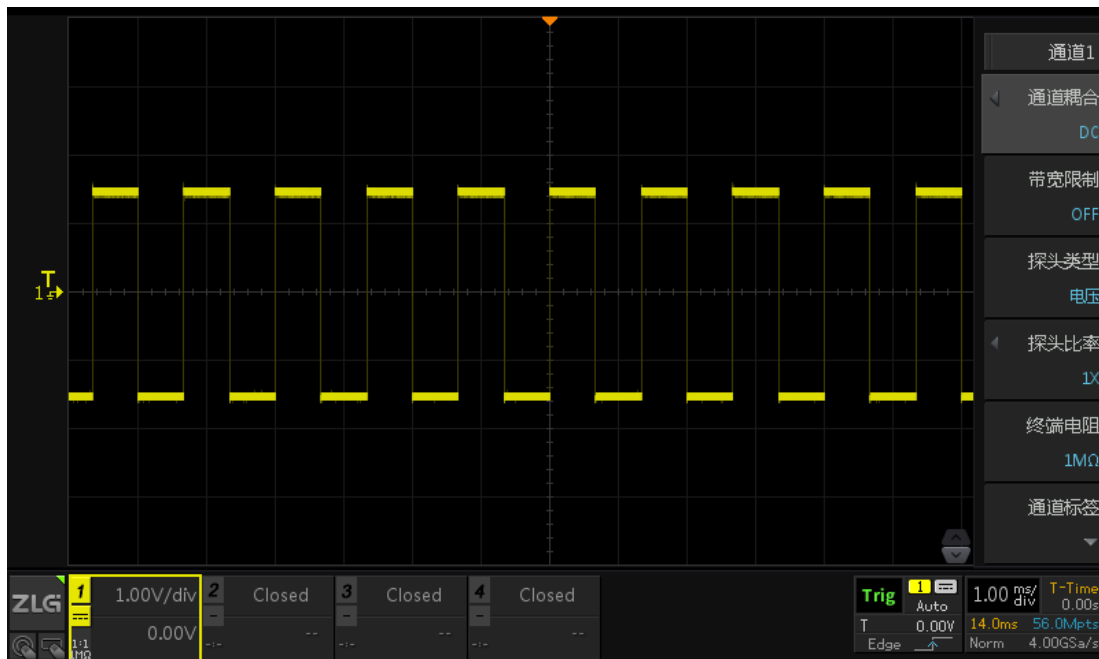 通道1
通道耦合
DC
带宽限制
OFF
探头类型
电压
探头比率
1X
终端电阻
1MΩ
通道标签
T
1
ZLG
1 1.00V/div 2 Closed 3 Closed 4 Closed
0.00V -- -- --
1:1
1MΩ
-:- -:- -:-
Trig 1 Auto
T 0.00V
Edge
1.00 ms/div T-Time
0.00s
14.0ms 56.0Mpts
Norm 4.00GSa/s